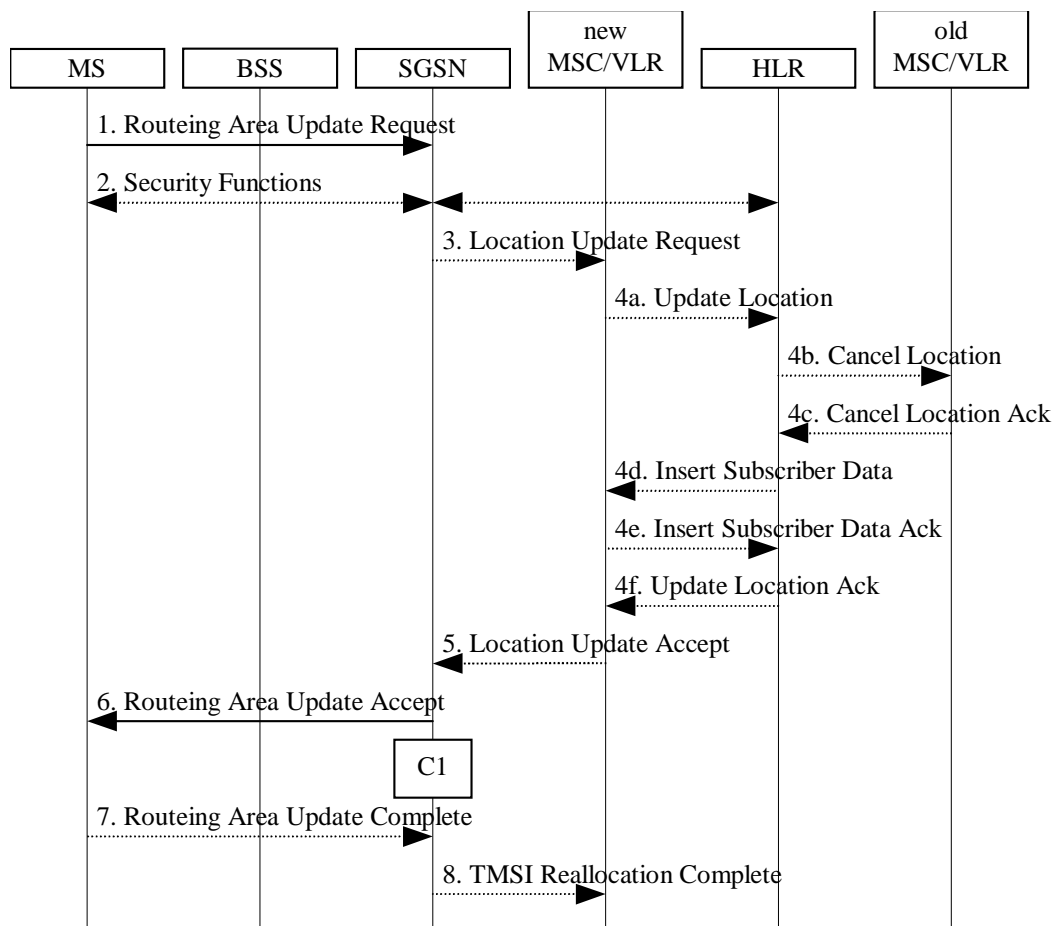 new
MSC/VLR
old
MSC/VLR
MS
BSS
SGSN
HLR
1. Routeing Area Update Request
2. Security Functions
3. Location Update Request
4a. Update Location
4b. Cancel Location
4c. Cancel Location Ack
4d. Insert Subscriber Data
4e. Insert Subscriber Data Ack
4f. Update Location Ack
5. Location Update Accept
6. Routeing Area Update Accept
C1
7. Routeing Area Update Complete
8. TMSI Reallocation Complete